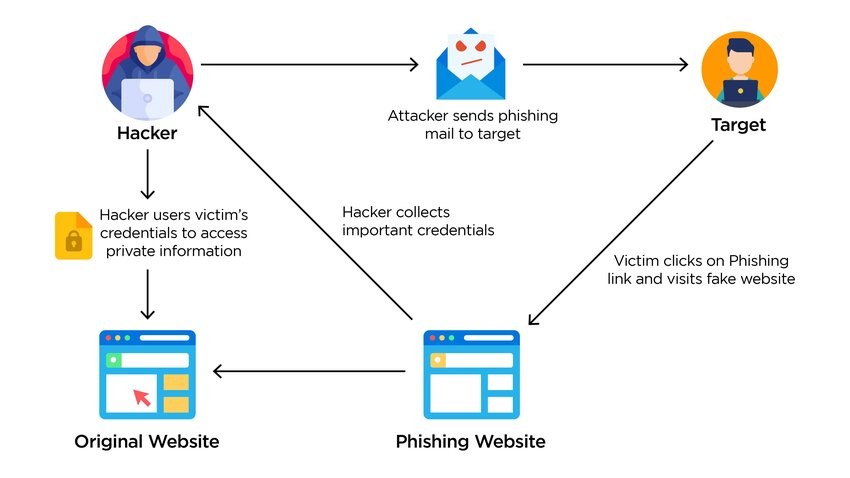 Hacker
Attacker sends phishing
mail to target
Target
Hacker users victim's
credentials to access
private information
Hacker collects
important credentials
Victim clicks on Phishing
link and visits fake website
Original Website
Phishing Website